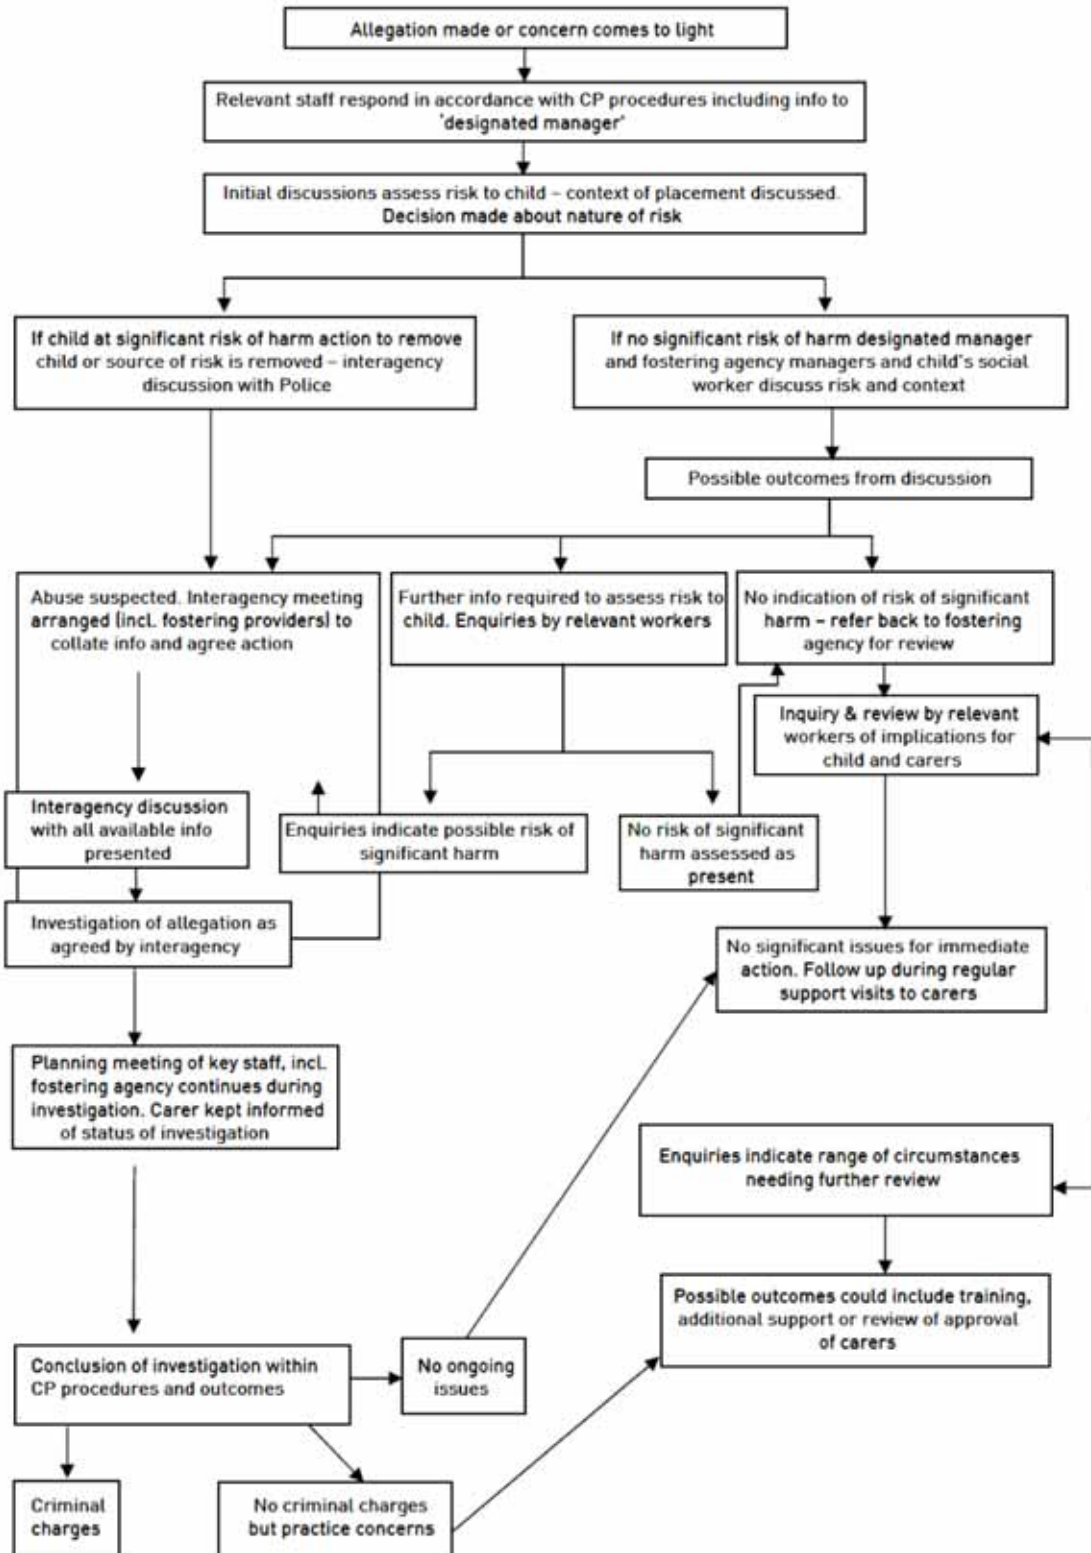 Allegation made or concern comes to light
Relevant staff respond in accordance with CP procedures including info to
'designated manager'
Initial discussions assess risk to child – context of placement discussed.
Decision made about nature of risk
If child at significant risk of harm action to remove
child or source of risk is removed – interagency
discussion with Police
If no significant risk of harm designated manager
and fostering agency managers and child's social
worker discuss risk and context
Possible outcomes from discussion
Abuse suspected. Interagency meeting
arranged (incl. fostering providers) to
collate info and agree action
Further info required to assess risk to
child. Enquiries by relevant workers
No indication of risk of significant
harm – refer back to fostering
agency for review
Inquiry & review by relevant
workers of implications for
child and carers
Interagency discussion
with all available info
presented
Enquiries indicate possible risk of
significant harm
No risk of significant
harm assessed as
present
Investigation of allegation as
agreed by interagency
No significant issues for immediate
action. Follow up during regular
support visits to carers
Planning meeting of key staff, incl.
fostering agency continues during
investigation. Carer kept informed
of status of investigation
Enquiries indicate range of circumstances
needing further review
Possible outcomes could include training,
additional support or review of approval
of carers
Conclusion of investigation within
CP procedures and outcomes
No ongoing
issues
Criminal
charges
No criminal charges
but practice concerns